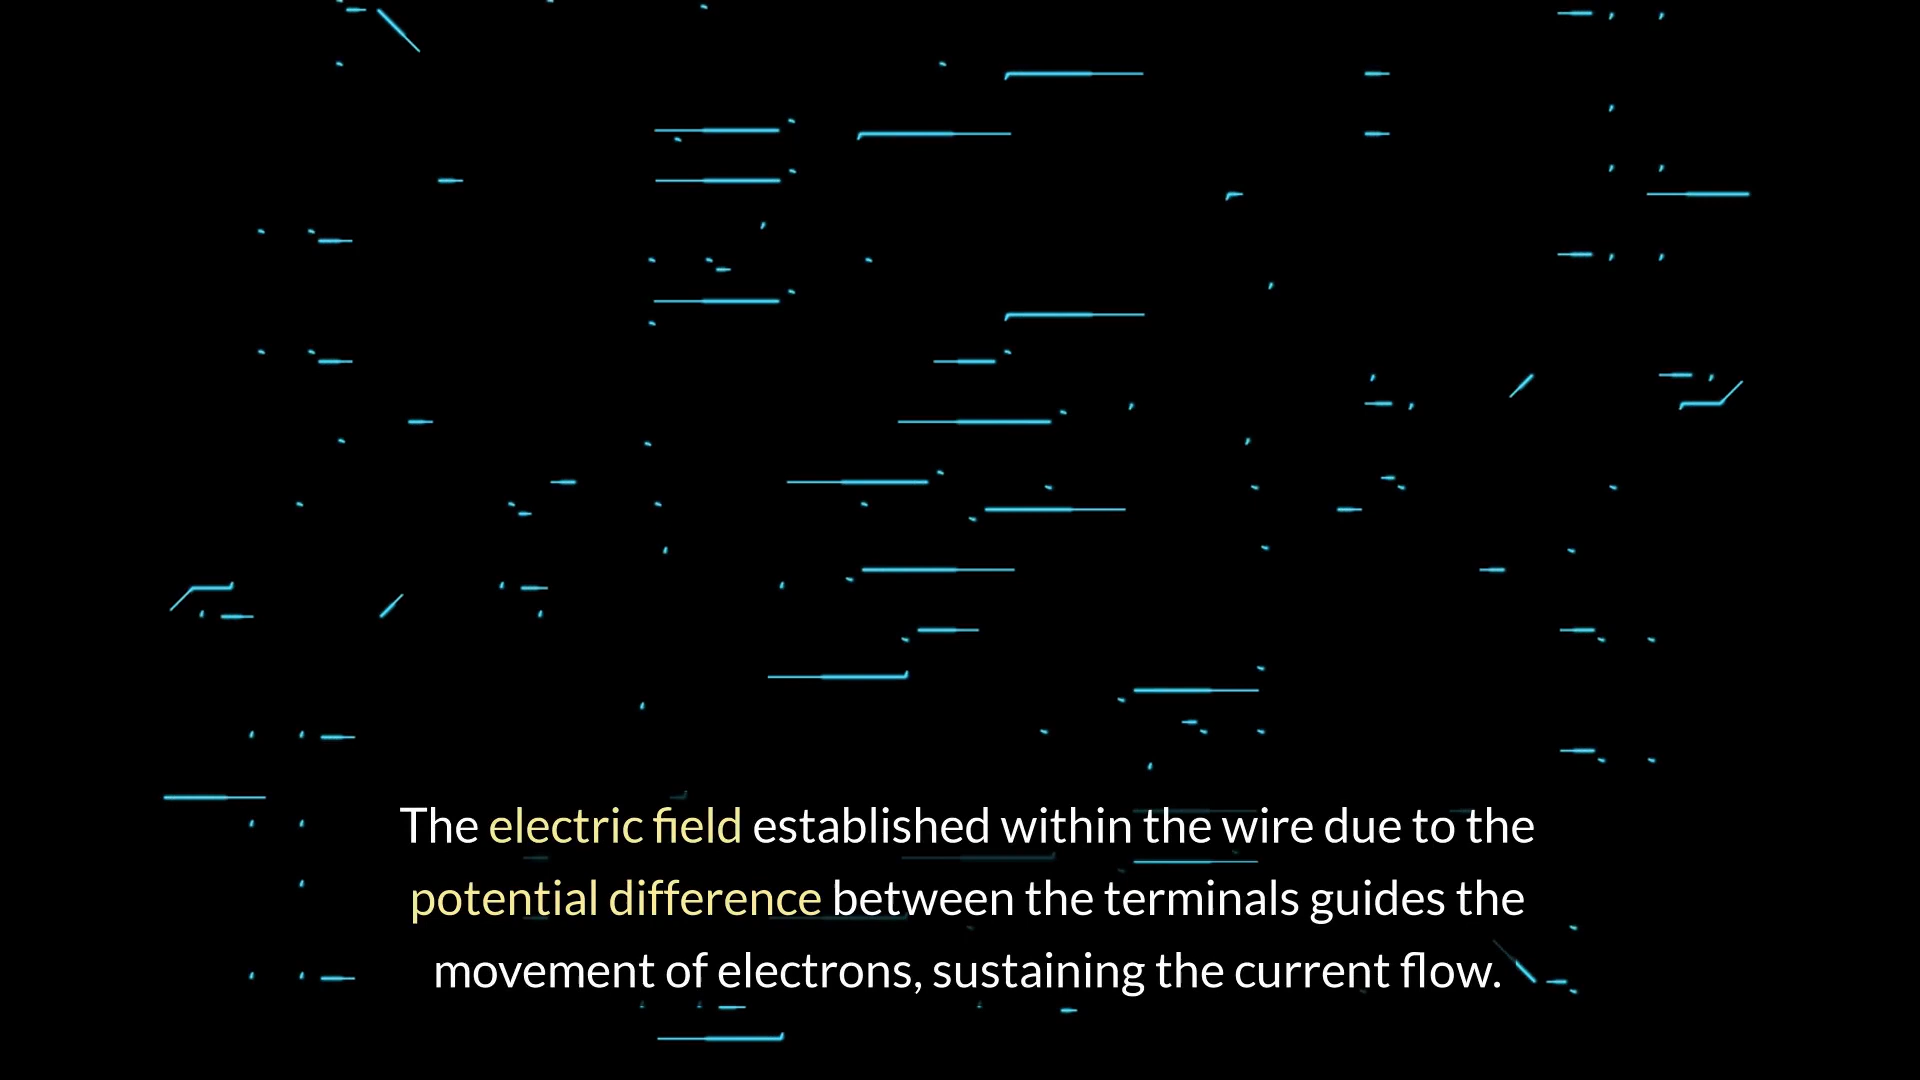 The electric field established within the wire due to the
potential difference between the terminals guides the
movement of electrons, sustaining the current flow.